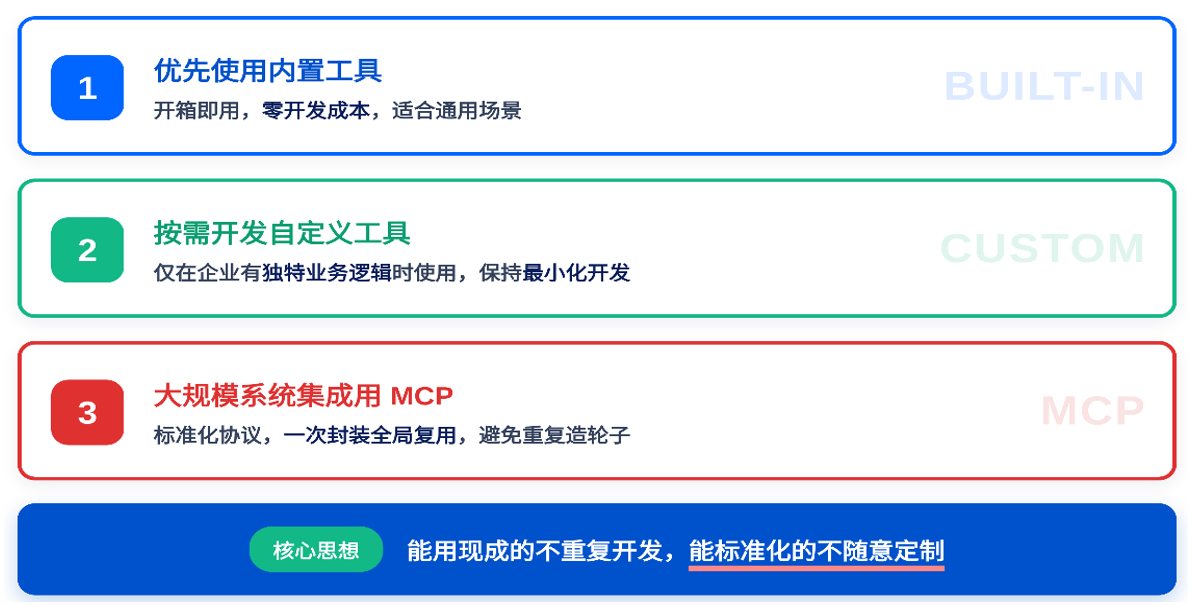 1
优先使用内置工具
开箱即用，零开发成本，适合通用场景
BUILT-IN
2
按需开发自定义工具
仅在企业有独特业务逻辑时使用，保持最小化开发
CUSTOM
3
大规模系统集成用 MCP
标准化协议，一次封装全局复用，避免重复造轮子
MCP
核心思想
能用现成的不重复开发，能标准化的不随意定制